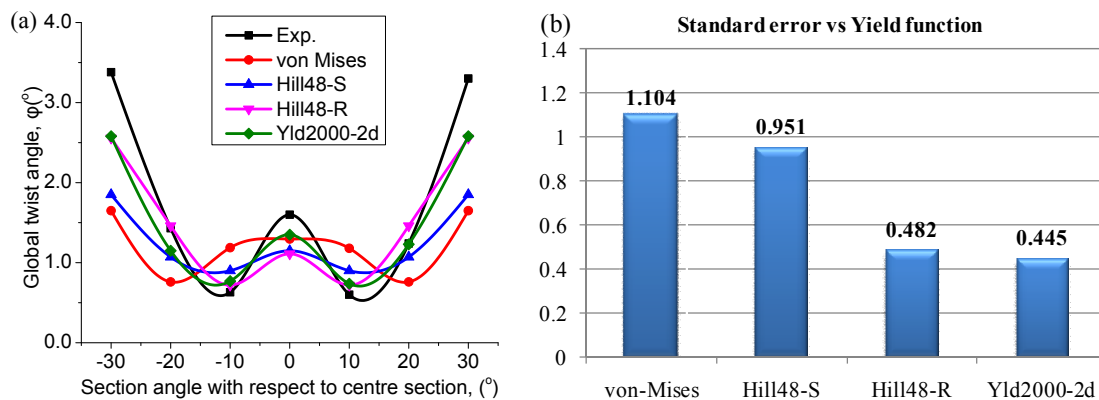 (a)
4.0
3.0
2.0
1.0
0.0
Global twist angle, φ(°)
Exp.
von Mises
Hill48-S
Hill48-R
Yld2000-2d
-30 -20 -10 0 10 20 30
Section angle with respect to centre section, (°)
(b)
Standard error vs Yield function
1.4
1.2
1
0.8
0.6
0.4
0.2
0
1.104
0.951
0.482
0.445
von-Mises Hill48-S Hill48-R Yld2000-2d